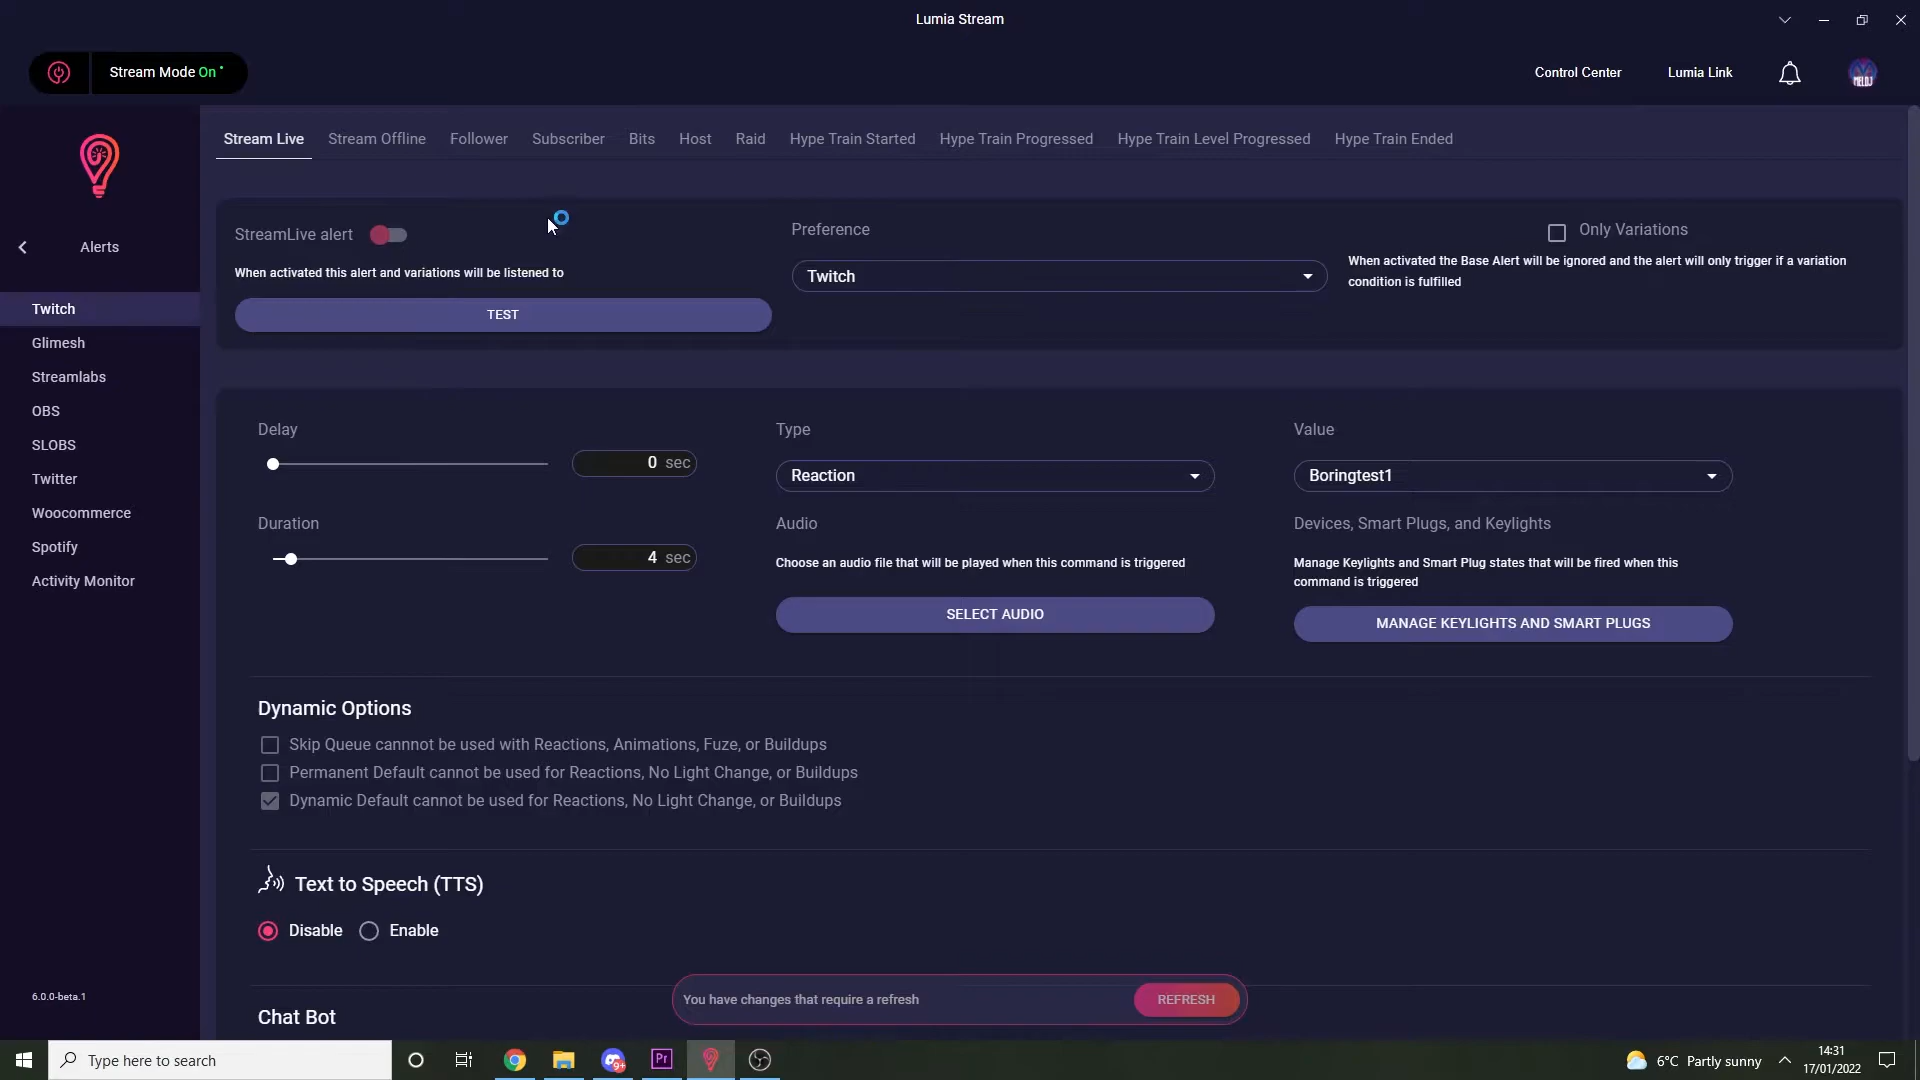 Lumia Stream
Stream Mode On
Control Center
Lumia Link
MELDJ
Stream Live
Stream Offline
Follower
Subscriber
Bits
Host
Raid
Hype Train Started
Hype Train Progressed
Hype Train Level Progressed
Hype Train Ended
Alerts
Twitch
Glimesh
Streamlabs
OBS
SLOBS
Twitter
Woocommerce
Spotify
Activity Monitor
6.0.0-beta.1
StreamLive alert
When activated this alert and variations will be listened to
TEST
Preference
Twitch
Only Variations
When activated the Base Alert will be ignored and the alert will only trigger if a variation
condition is fulfilled
Delay
0 sec
Duration
4 sec
Type
Reaction
Audio
Choose an audio file that will be played when this command is triggered
SELECT AUDIO
Value
Boringtest1
Devices, Smart Plugs, and Keylights
Manage Keylights and Smart Plug states that will be fired when this
command is triggered
MANAGE KEYLIGHTS AND SMART PLUGS
Dynamic Options
Skip Queue cannnot be used with Reactions, Animations, Fuze, or Buildups
Permanent Default cannot be used for Reactions, No Light Change, or Buildups
Dynamic Default cannot be used for Reactions, No Light Change, or Buildups
Text to Speech (TTS)
Disable
Enable
You have changes that require a refresh
REFRESH
Chat Bot
Type here to search
9+
Pr
6°C Partly sunny
14:31
17/01/2022